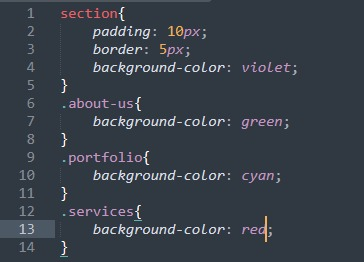 1 section{
2 padding: 10px;
3 border: 5px;
4 background-color: violet;
5 }
6 .about-us{
7 background-color: green;
8 }
9 .portfolio{
10 background-color: cyan;
11 }
12 .services{
13 background-color: red;
14 }